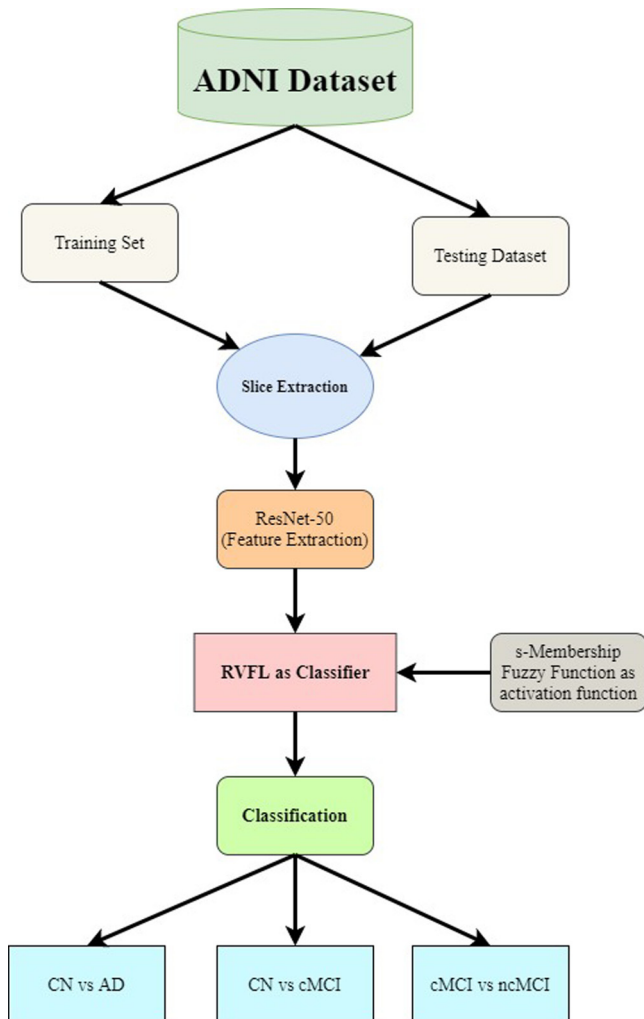 ADNI Dataset
Training Set
Testing Dataset
Slice Extraction
ResNet-50
(Feature Extraction)
RVFL as Classifier
s-Membership
Fuzzy Function as
activation function
Classification
CN vs AD
CN vs cMCI
cMCI vs ncMCI